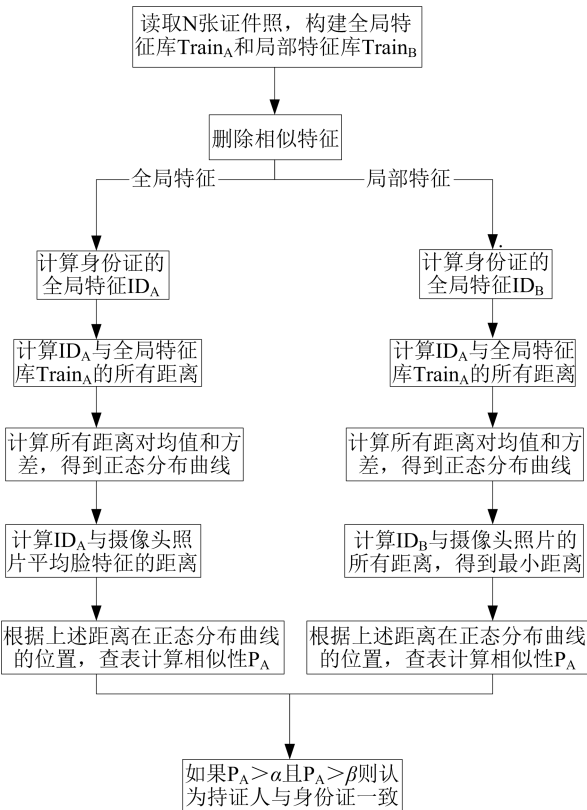 读取N张证件照，构建全局特
征库TrainA和局部特征库TrainB
删除相似特征
全局特征
局部特征
计算身份证的
全局特征IDA
计算IDA与全局特征
库TrainA的所有距离
计算所有距离对均值和方
差，得到正态分布曲线
计算IDA与摄像头照
片平均脸特征的距离
根据上述距离在正态分布曲线
的位置，查表计算相似性PA
计算身份证的
全局特征IDB
计算IDA与全局特征
库TrainA的所有距离
计算所有距离对均值和方
差，得到正态分布曲线
计算IDB与摄像头照片的
所有距离，得到最小距离
根据上述距离在正态分布曲线
的位置，查表计算相似性PA
如果PA＞α且PA＞β则认
为持证人与身份证一致